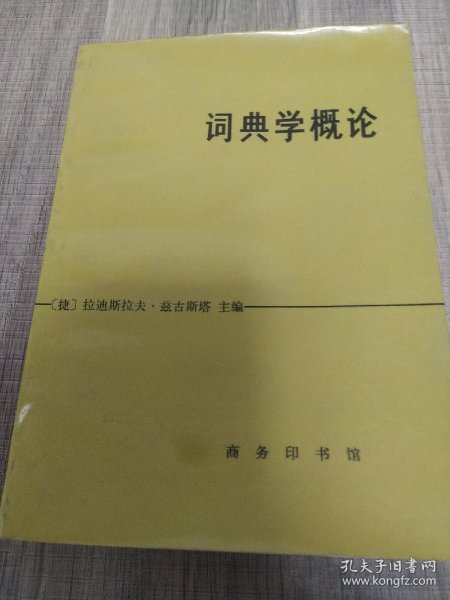 词典学概论
〔捷〕拉迪斯拉夫·兹古斯塔 主编
商务印书馆
孔夫子旧书网
www.kongfz.com